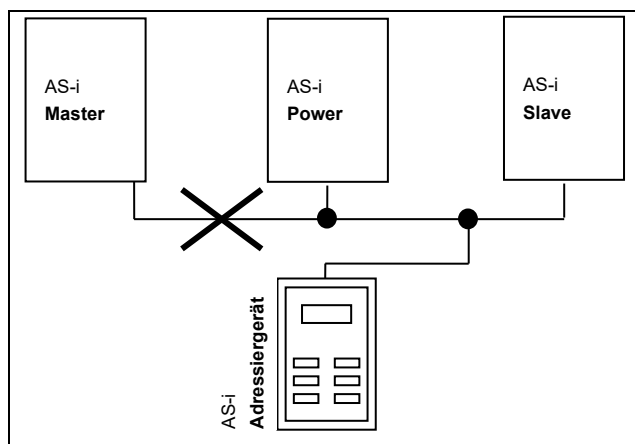 AS-i
Master
AS-i
Power
AS-i
Slave
AS-i
Adressiergerät